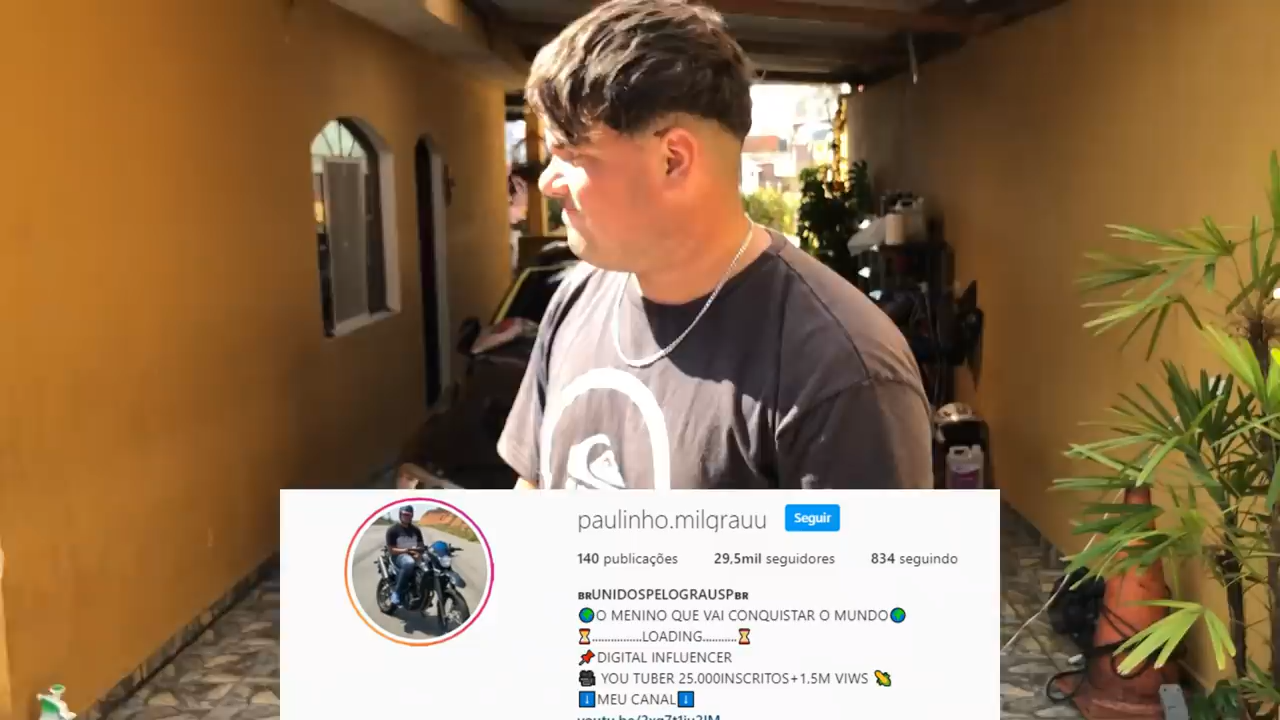 paulinho.milgrauu Seguir
140 publicações 29,5mil seguidores 834 seguindo
BRUNIDOSPELOGRAUSPBR
🌍O MENINO QUE VAI CONQUISTAR O MUNDO🌍
⏳................LOADING...........⏳
📌DIGITAL INFLUENCER
🎥 YOU TUBER 25.000INSCRITOS+1.5M VIWS 📡
⬇️MEU CANAL⬇️